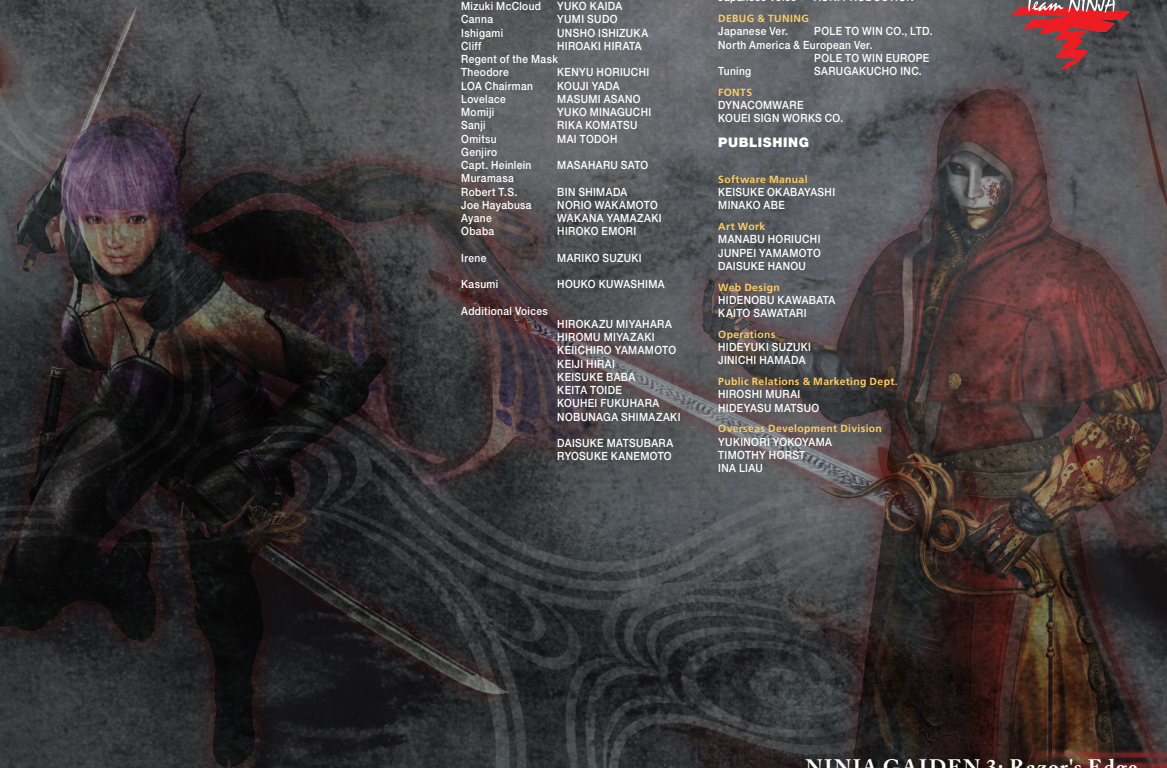 Mizuki McCloud YUKO KAIDA
Canna YUMI SUDO
Ishigami UNSHO ISHIZUKA
Cliff HIROAKI HIRATA
Regent of the Mask
Theodore KENYU HORIUCHI
LOA Chairman KOUJI YADA
Lovelace MASUMI ASANO
Momiji YUKO MINAGUCHI
Sanji RIKA KOMATSU
Omitsu MAI TODOH
Genjiro
Capt. Heinlein MASAHARU SATO
Muramasa
Robert T.S. BIN SHIMADA
Joe Hayabusa NORIO WAKAMOTO
Ayane WAKANA YAMAZAKI
Obaba HIROKO EMORI
Irene MARIKO SUZUKI
Kasumi HOUKO KUWASHIMA
Additional Voices
HIROKAZU MIYAHARA
HIROMU MIYAZAKI
KEIICHIRO YAMAMOTO
KEIJI HIRAI
KEISUKE BABA
KEITA TOIDE
KOUHEI FUKUHARA
NOBUNAGA SHIMAZAKI
DAISUKE MATSUBARA
RYOSUKE KANEMOTO
DEBUG & TUNING
Japanese Ver. POLE TO WIN CO., LTD.
North America & European Ver.
POLE TO WIN EUROPE
Tuning SARUGAKUCHO INC.
FONTS
DYNACOMWARE
KOUEI SIGN WORKS CO.
PUBLISHING
Software Manual
KEISUKE OKABAYASHI
MINAKO ABE
Art Work
MANABU HORIUCHI
JUNPEI YAMAMOTO
DAISUKE HANOU
Web Design
HIDENOBU KAWABATA
KAITO SAWATARI
Operations
HIDEYUKI SUZUKI
JINICHI HAMADA
Public Relations & Marketing Dept.
HIROSHI MURAI
HIDEYASU MATSUO
Overseas Development Division
YUKINORI YOKOYAMA
TIMOTHY HORST
INA LIAU
Team NINJA
NINJA GAIDEN 3: Razor's Edge